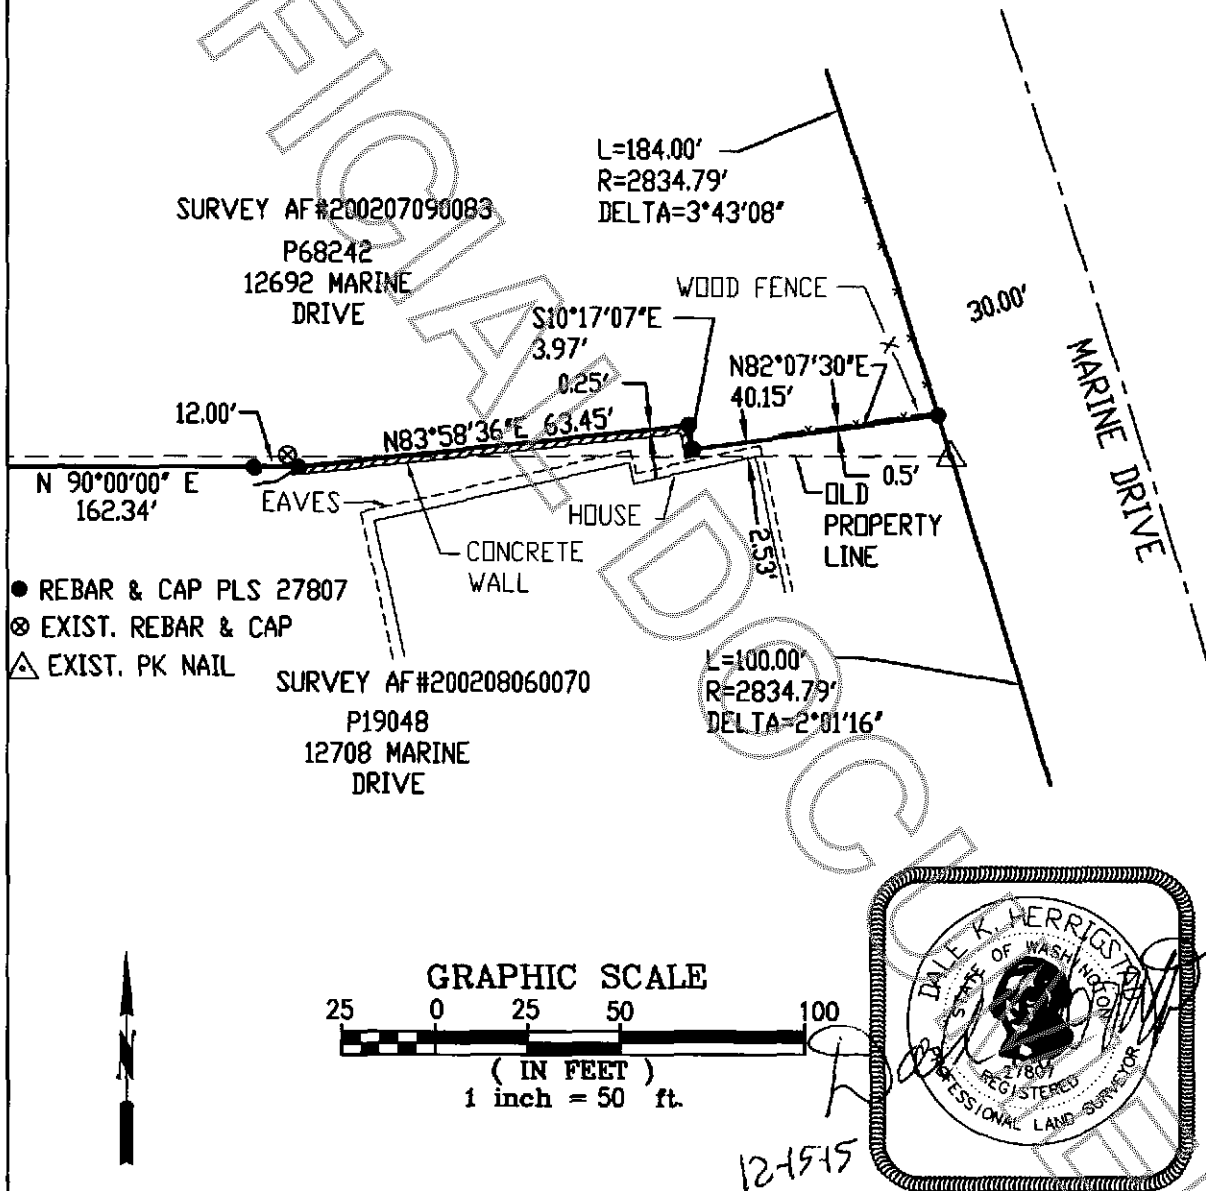 L=184.00'
R=2834.79'
DELTA=3°43'08"
SURVEY AF#200207090083
P68242
12692 MARINE
DRIVE
WOOD FENCE
30.00'
MARINE DRIVE
S10°17'07"E
3.97'
0.25'
N82°07'30"E
40.15'
12.00'
N83°58'36"E 63.45'
N 90°00'00" E
162.34'
EAVES
HOUSE
0.5'
OLD
PROPERTY
LINE
CONCRETE
WALL
2.53'
REBAR & CAP PLS 27807
EXIST. REBAR & CAP
EXIST. PK NAIL
SURVEY AF#200208060070
P19048
12708 MARINE
DRIVE
L=100.00'
R=2834.79'
DELTA=2°01'16"
N
GRAPHIC SCALE
25 0 25 50 100
( IN FEET )
1 inch = 50 ft.
DALE K. HERRIGSTAD
STATE OF WASHINGTON
27807
REGISTERED
PROFESSIONAL LAND SURVEYOR
12-15-15
FICIAL DOCU